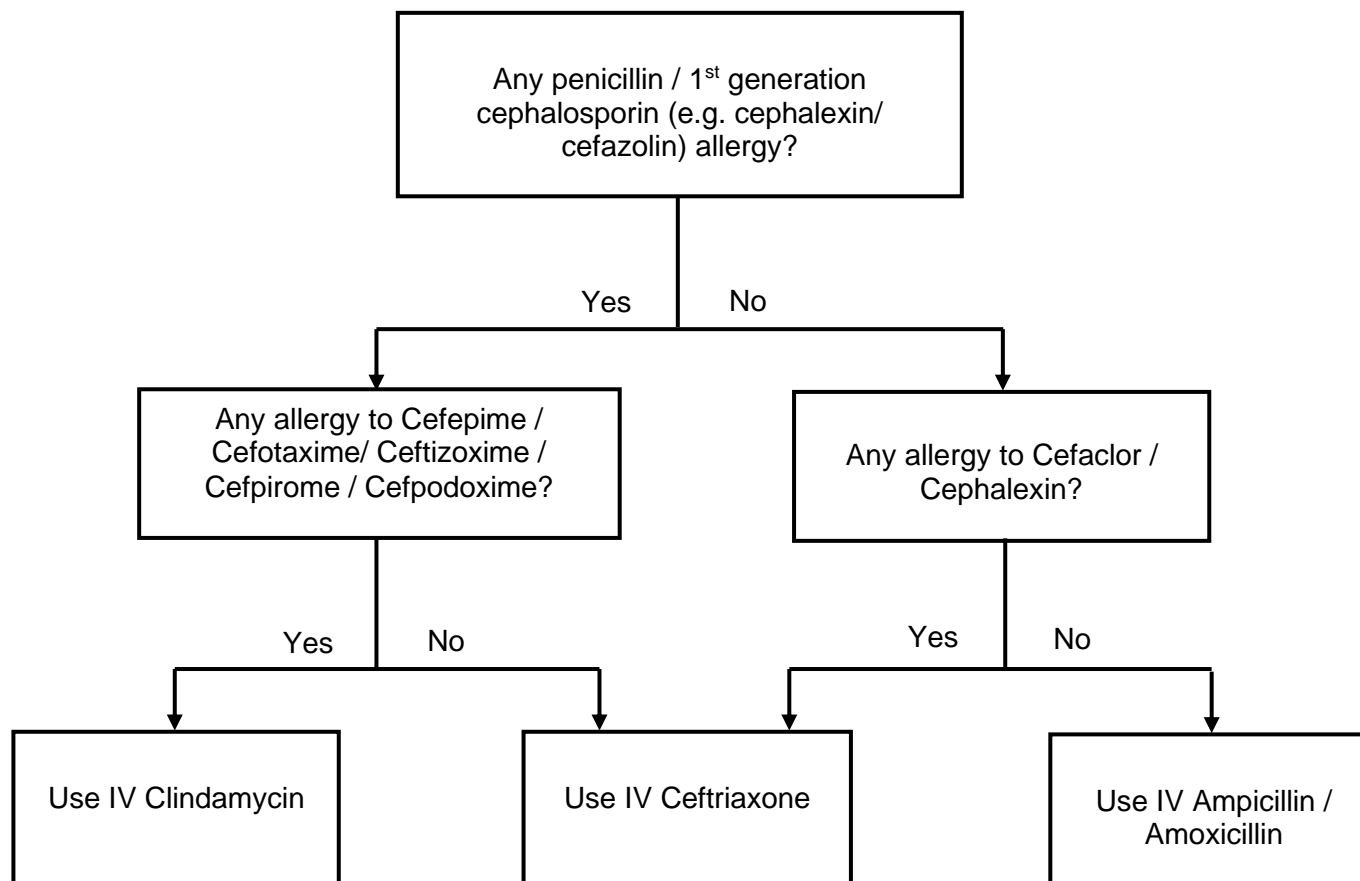 Any penicillin / 1st generation
cephalosporin (e.g. cephalexin/
cefazolin) allergy?
Yes
No
Any allergy to Cefepime /
Cefotaxime/ Ceftizoxime /
Cefpirome / Cefpodoxime?
Any allergy to Cefaclor /
Cephalexin?
Yes
No
Yes
No
Use IV Clindamycin
Use IV Ceftriaxone
Use IV Ampicillin /
Amoxicillin